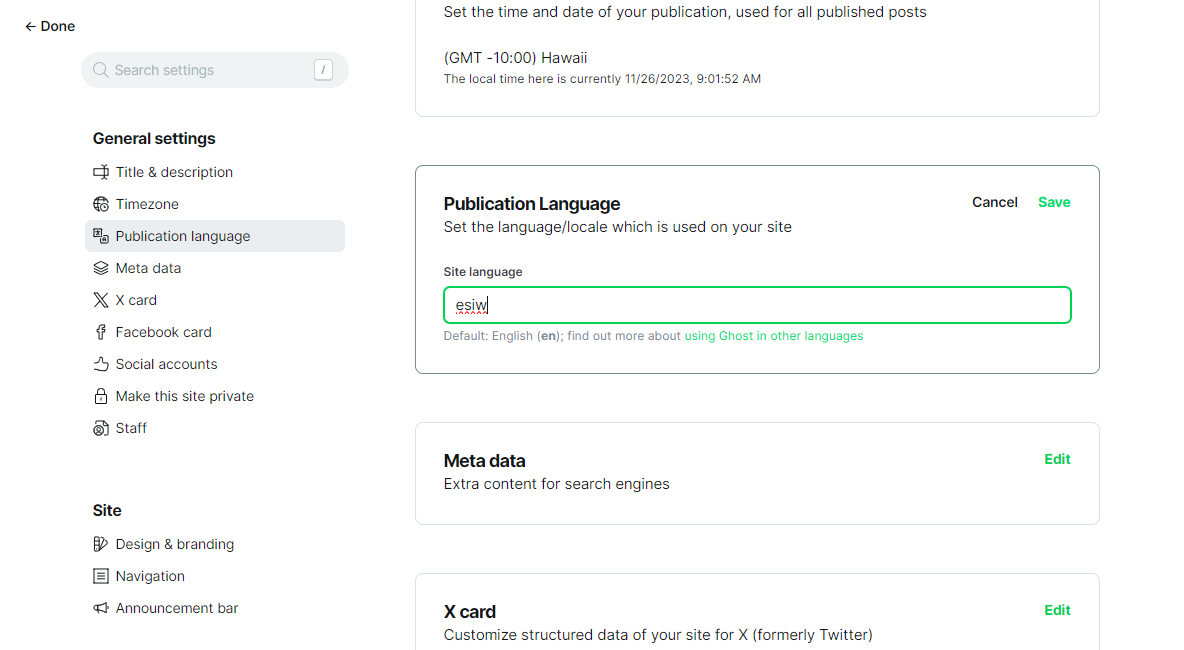 Done
Search settings
/
General settings
Title & description
Timezone
Publication language
Meta data
X card
Facebook card
Social accounts
Make this site private
Staff
Site
Design & branding
Navigation
Announcement bar
Set the time and date of your publication, used for all published posts
(GMT -10:00) Hawaii
The local time here is currently 11/26/2023, 9:01:52 AM
Publication Language
Cancel
Save
Set the language/locale which is used on your site
Site language
esiw
Default: English (en); find out more about using Ghost in other languages
Meta data
Edit
Extra content for search engines
X card
Edit
Customize structured data of your site for X (formerly Twitter)